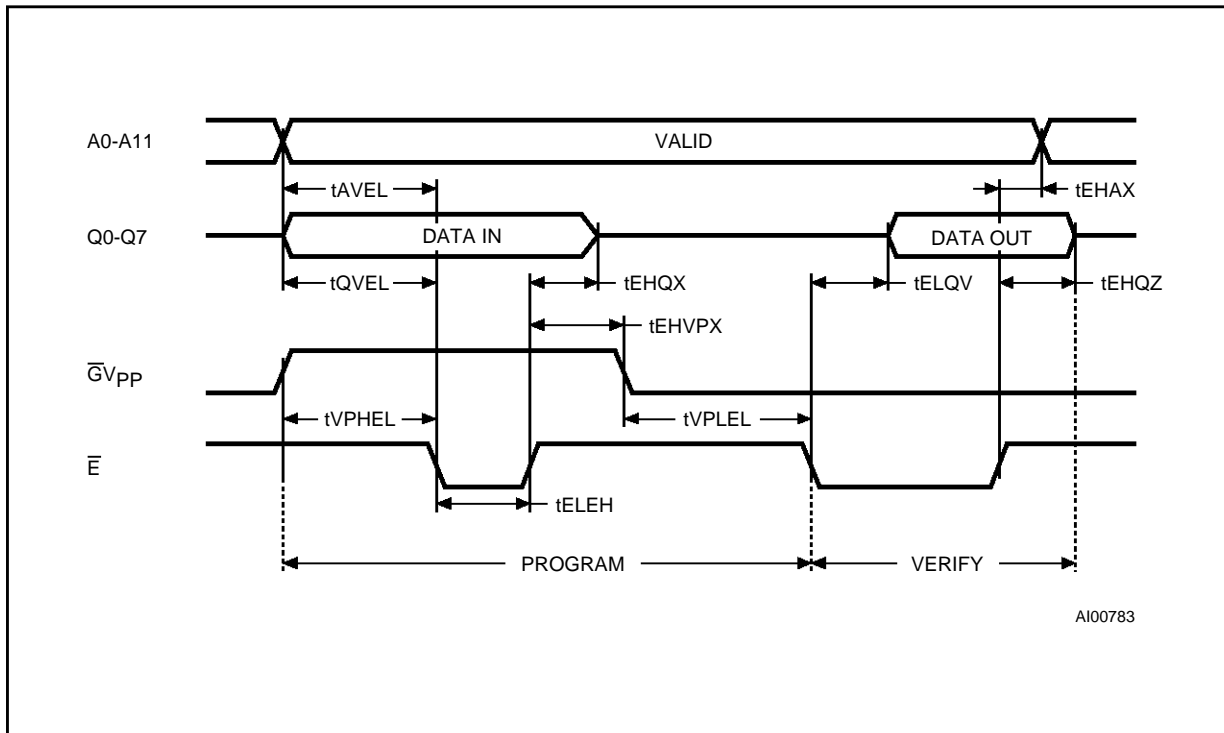 A0-A11 VALID
tAVEL tEHAX
Q0-Q7 DATA IN DATA OUT
tQVEL tEHQX tELQV tEHQZ
tEHVPX
G̅VPP
tVPHEL tVPLEL
E̅
tELEH
PROGRAM VERIFY
AI00783